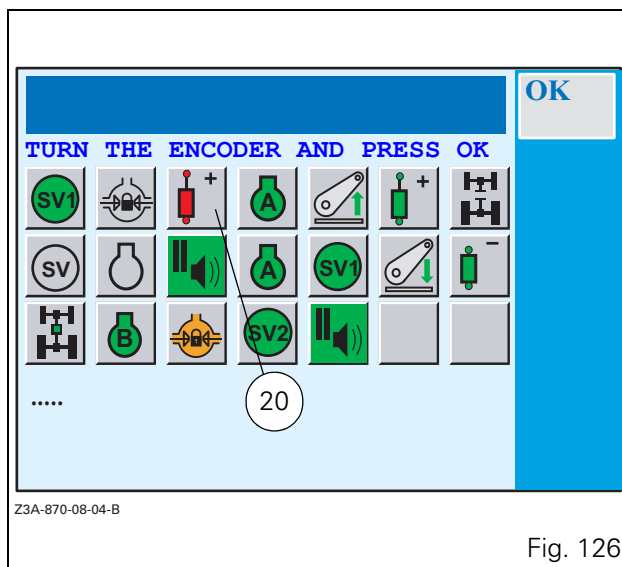 OK
TURN THE ENCODER AND PRESS OK
SV1 + A +
SV A SV1 −
B SV2
.....
20
Z3A-870-08-04-B
Fig. 126